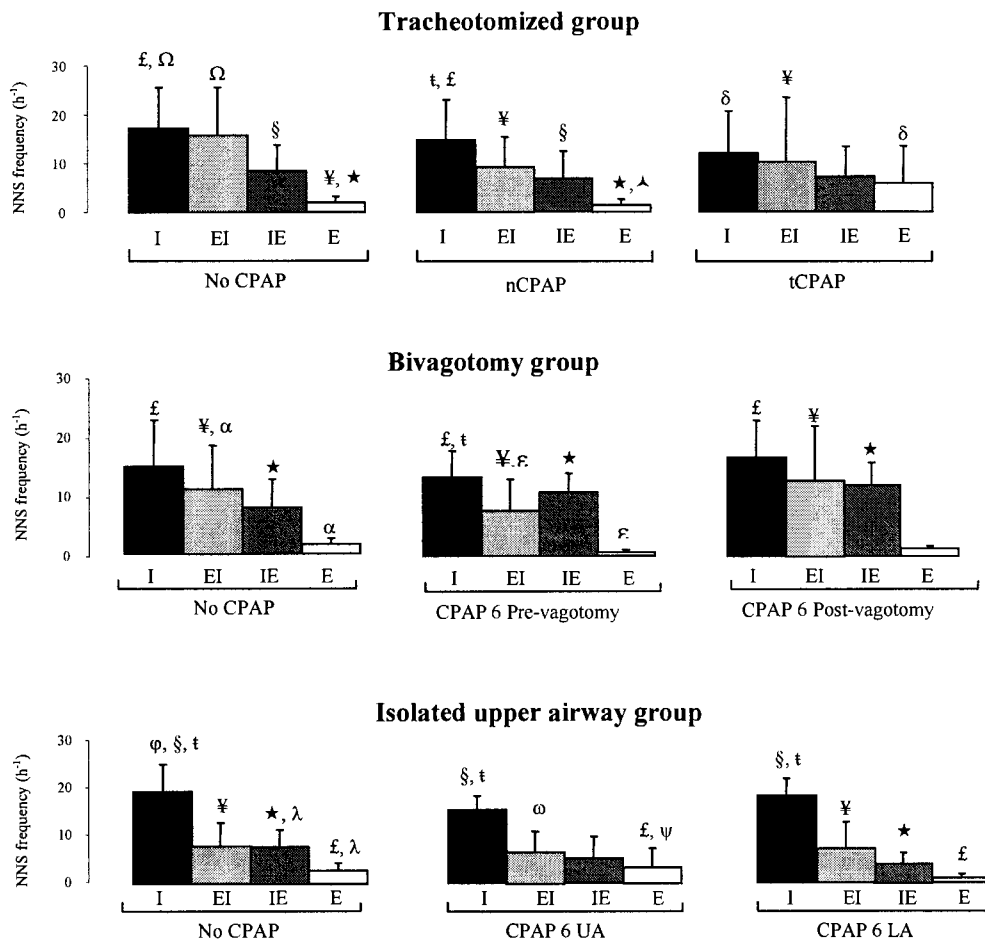 Tracheotomized group
NNS frequency (h⁻¹)
30
20
10
0
£, Ω
Ω
§
¥, ★
I EI IE E
No CPAP
ŧ, £
¥
§
★, ⅄
I EI IE E
nCPAP
δ
¥
δ
I EI IE E
tCPAP
Bivagotomy group
NNS frequency (h⁻¹)
30
20
10
0
£
¥, α
★
α
I EI IE E
No CPAP
£, ŧ
¥, ε
★
ε
I EI IE E
CPAP 6 Pre-vagotomy
£
¥
★
I EI IE E
CPAP 6 Post-vagotomy
Isolated upper airway group
NNS frequency (h⁻¹)
30
20
10
0
φ, §, ŧ
¥
★, λ
£, λ
I EI IE E
No CPAP
§, ŧ
ω
£, ψ
I EI IE E
CPAP 6 UA
§, ŧ
¥
★
£
I EI IE E
CPAP 6 LA